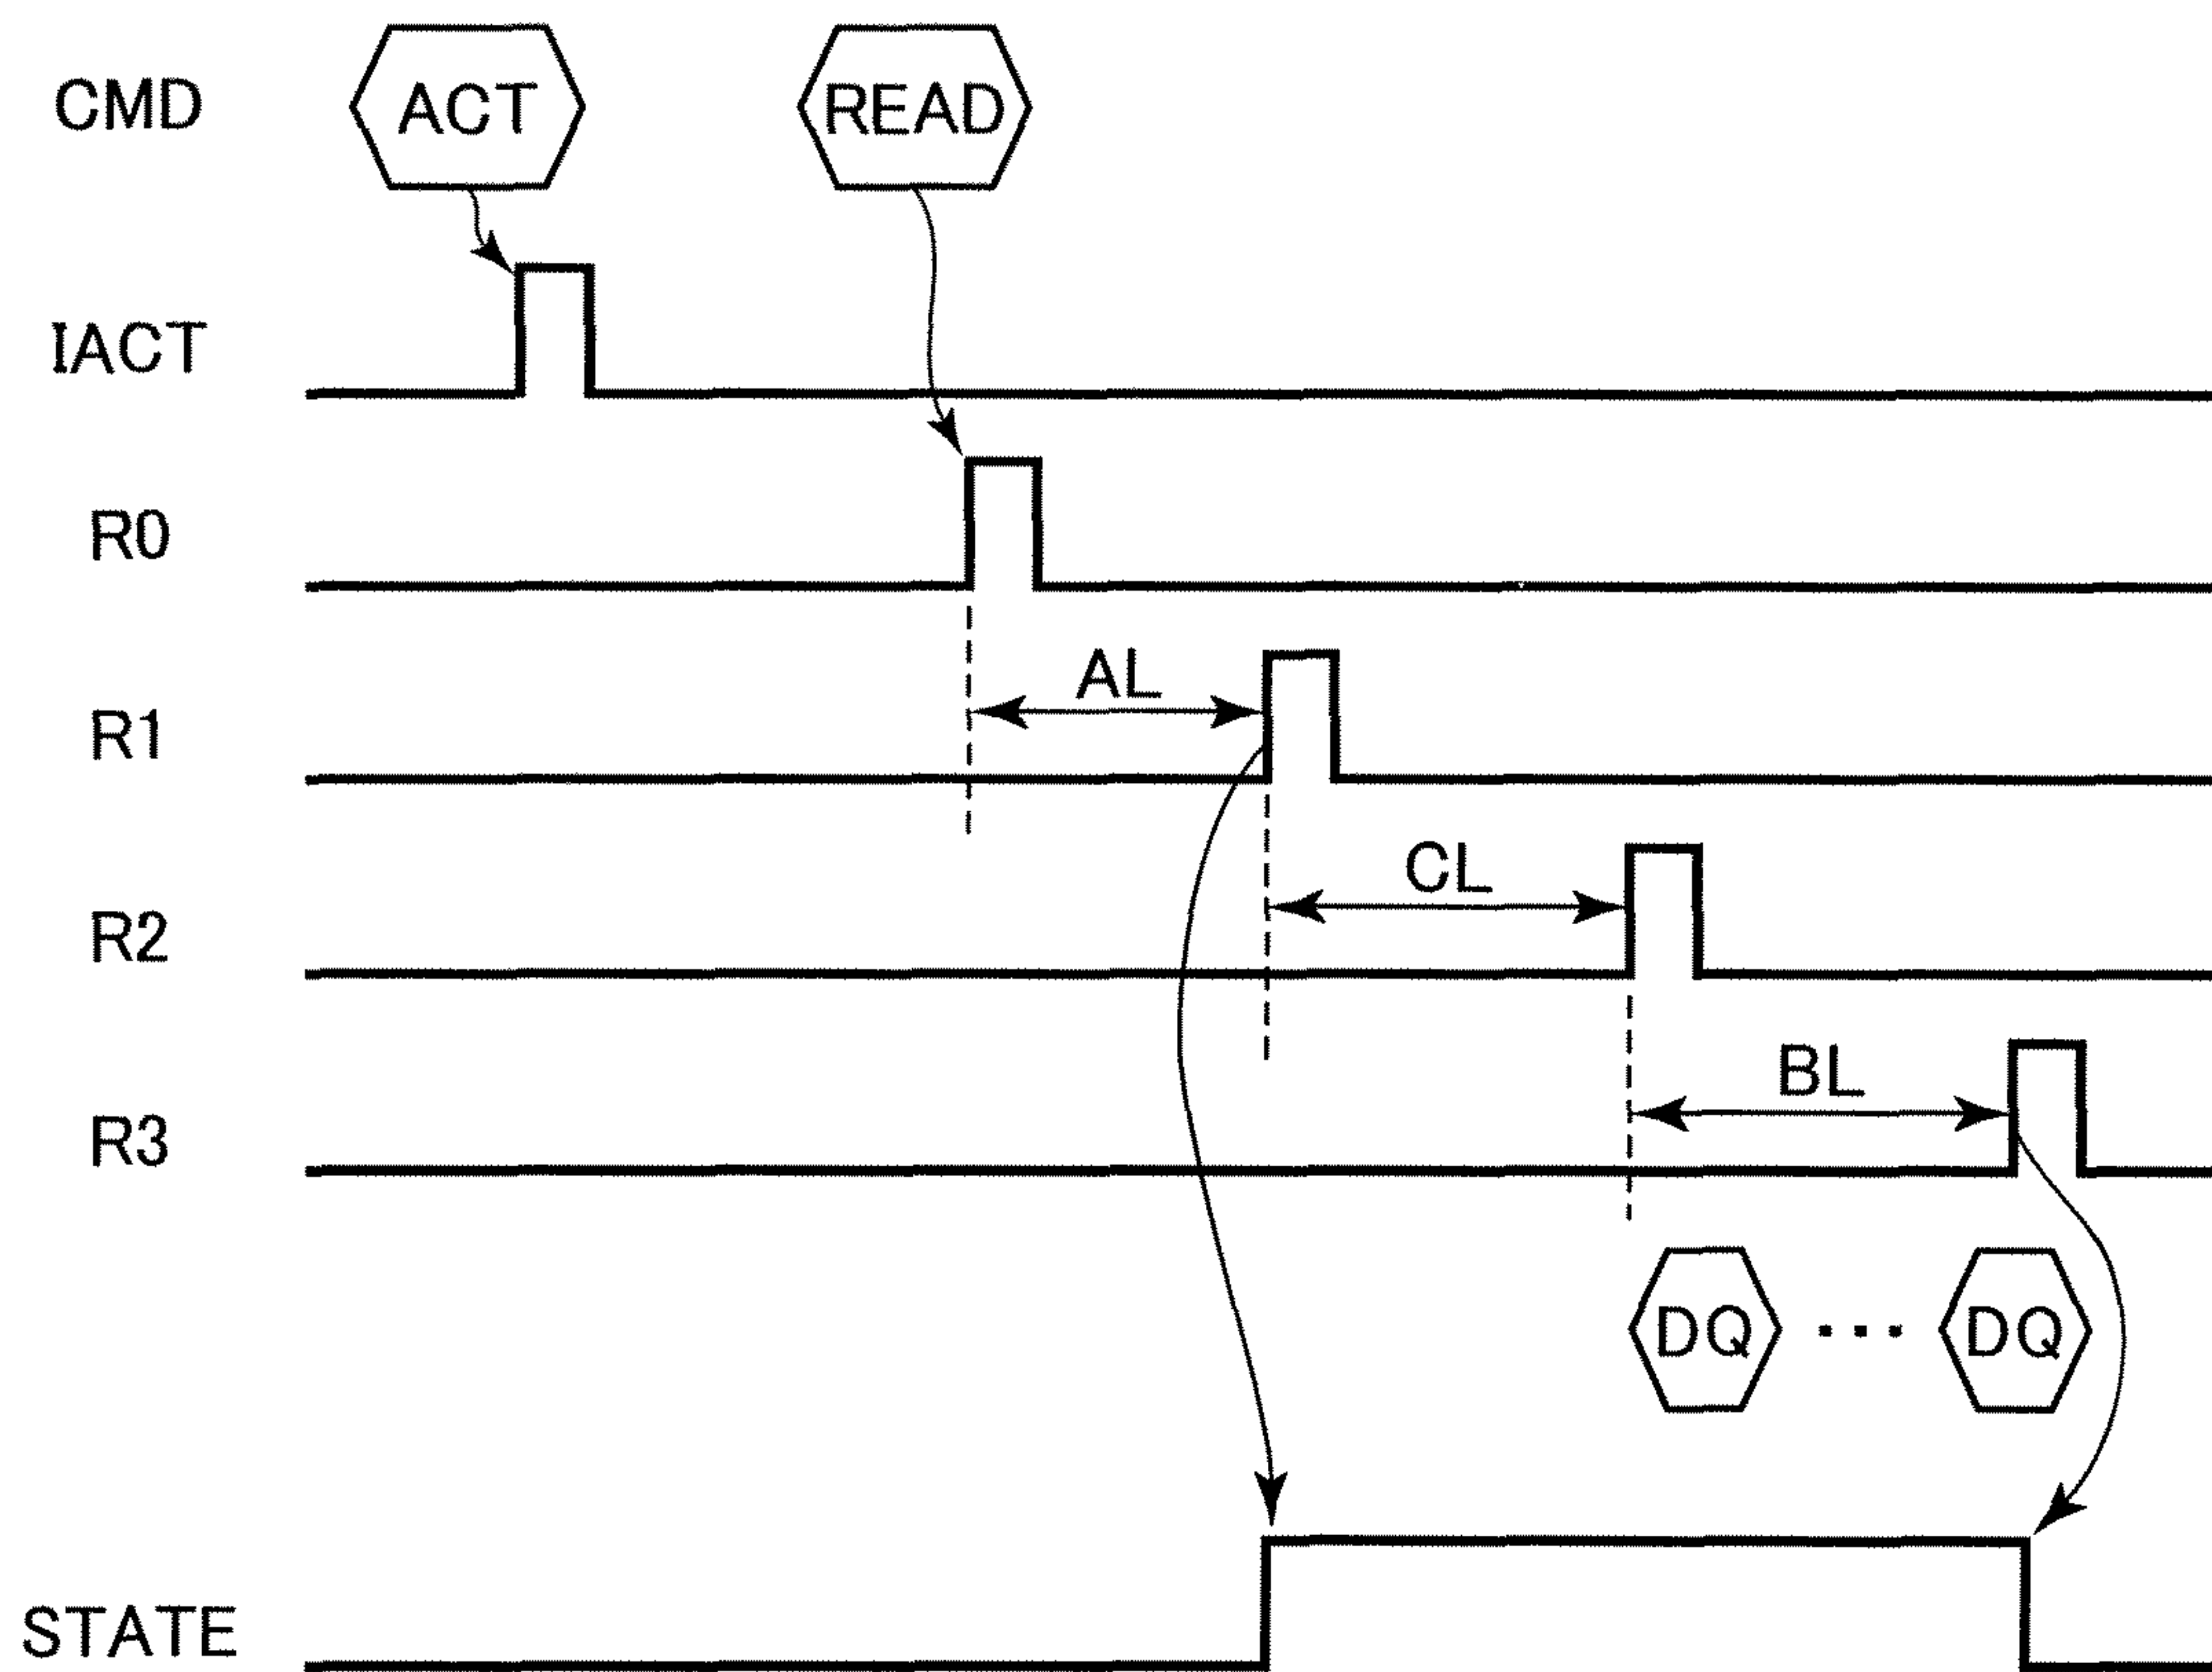 CMD ACT READ
IACT
R0
AL
R1
CL
R2
BL
R3
DQ ··· DQ
STATE